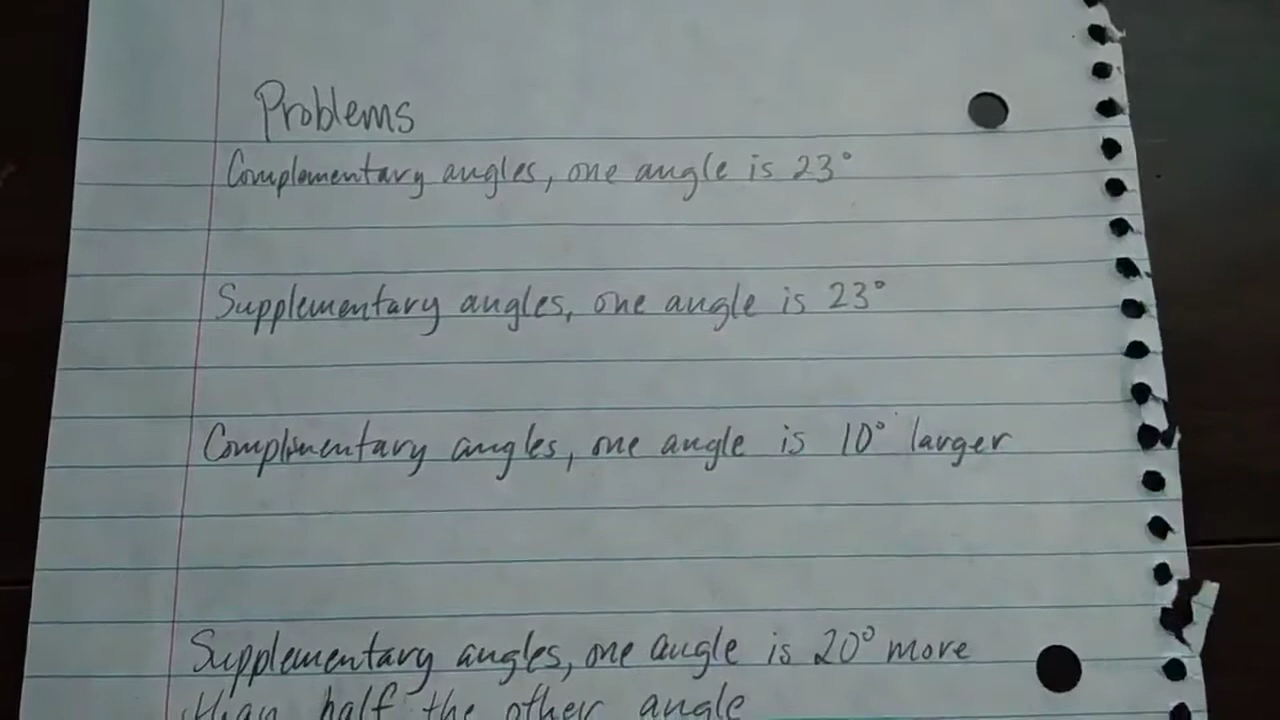 Problems
Complementary angles, one angle is 23°
Supplementary angles, one angle is 23°
Complimentary angles, one angle is 10° larger
Supplementary angles, one angle is 20° more
than half the other angle